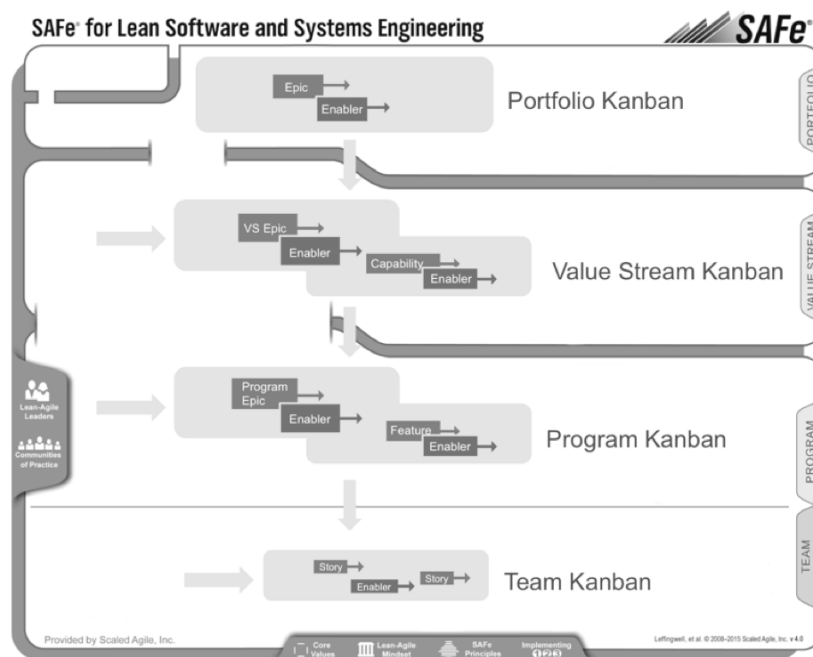 SAFe® for Lean Software and Systems Engineering
SAFe®
Epic
Enabler
Portfolio Kanban
PORTFOLIO
VS Epic
Enabler
Capability
Enabler
Value Stream Kanban
VALUE STREAM
Program
Epic
Enabler
Feature
Enabler
Program Kanban
PROGRAM
Lean-Agile
Leaders
Communities
of Practice
Story
Enabler
Story
Team Kanban
TEAM
Provided by Scaled Agile, Inc.
Leffingwell, et al. © 2008–2015 Scaled Agile, Inc. v 4.0
Core
Values
Lean-Agile
Mindset
SAFe
Principles
Implementing
1 2 3